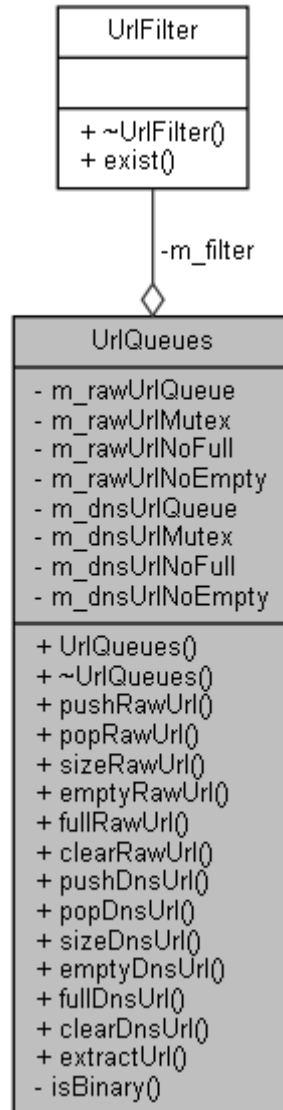 UrlFilter
+ ~UrlFilter()
+ exist()
-m_filter
UrlQueues
- m_rawUrlQueue
- m_rawUrlMutex
- m_rawUrlNoFull
- m_rawUrlNoEmpty
- m_dnsUrlQueue
- m_dnsUrlMutex
- m_dnsUrlNoFull
- m_dnsUrlNoEmpty
+ UrlQueues()
+ ~UrlQueues()
+ pushRawUrl()
+ popRawUrl()
+ sizeRawUrl()
+ emptyRawUrl()
+ fullRawUrl()
+ clearRawUrl()
+ pushDnsUrl()
+ popDnsUrl()
+ sizeDnsUrl()
+ emptyDnsUrl()
+ fullDnsUrl()
+ clearDnsUrl()
+ extractUrl()
- isBinary()